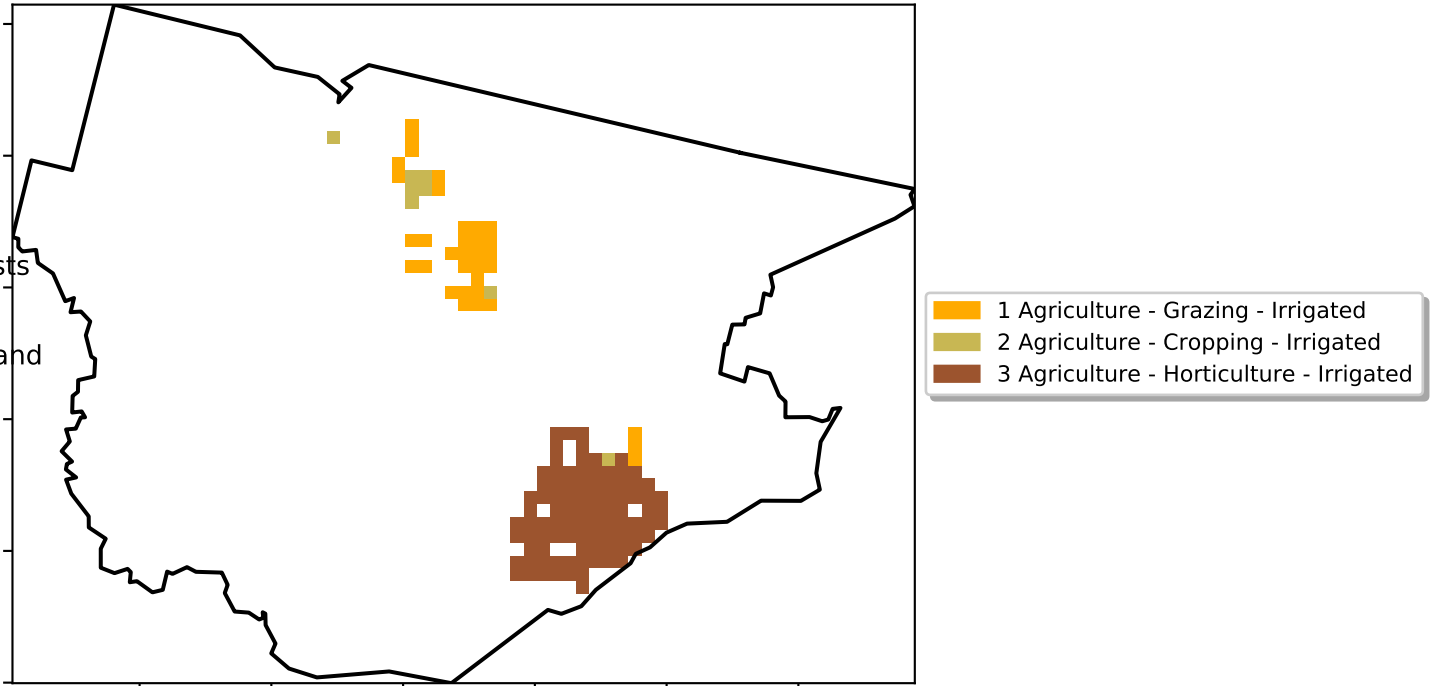 sts
and
1 Agriculture - Grazing - Irrigated
2 Agriculture - Cropping - Irrigated
3 Agriculture - Horticulture - Irrigated